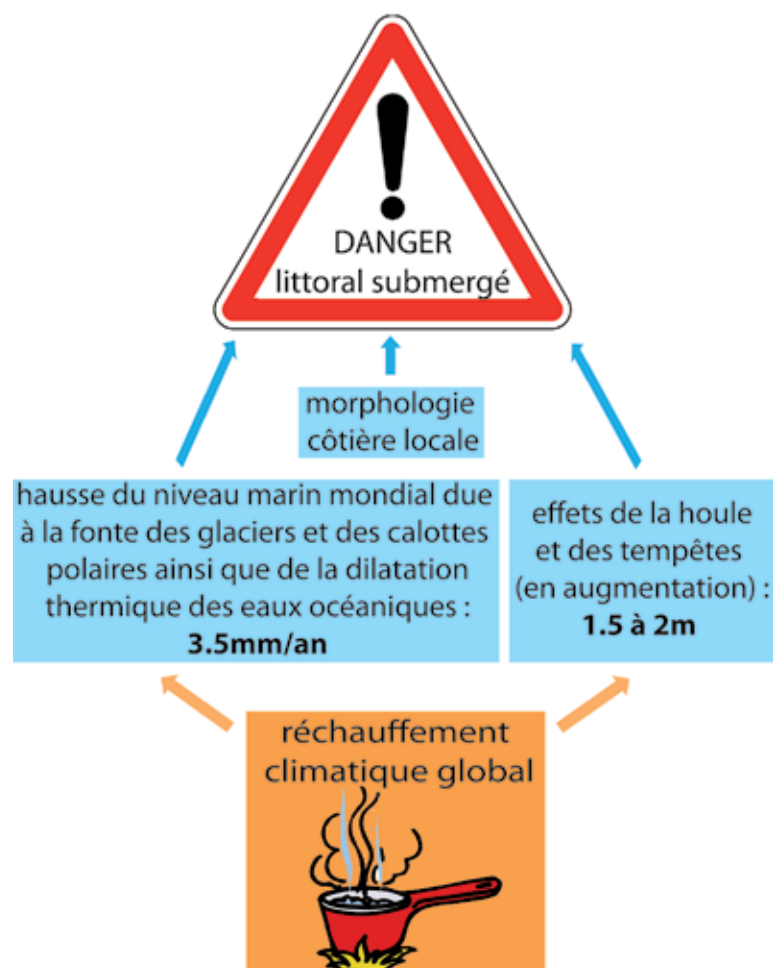 DANGER
littoral submergé
morphologie
côtière locale
hausse du niveau marin mondial due
à la fonte des glaciers et des calottes
polaires ainsi que de la dilatation
thermique des eaux océaniques :
3.5mm/an
effets de la houle
et des tempêtes
(en augmentation) :
1.5 à 2m
réchauffement
climatique global